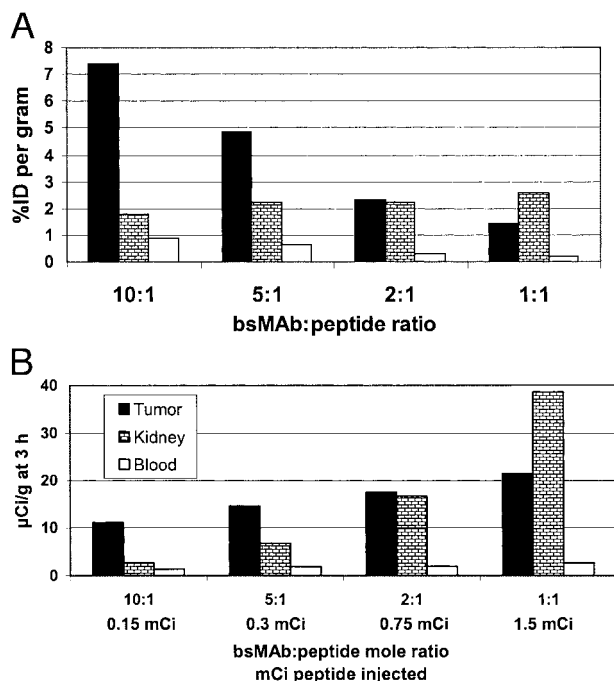 A
%ID per gram
8
7
6
5
4
3
2
1
0
10:1 5:1 2:1 1:1
bsMAb:peptide ratio
B
µCi/g at 3 h
40
30
20
10
0
Tumor
Kidney
Blood
10:1 5:1 2:1 1:1
0.15 mCi 0.3 mCi 0.75 mCi 1.5 mCi
bsMAb:peptide mole ratio
mCi peptide injected